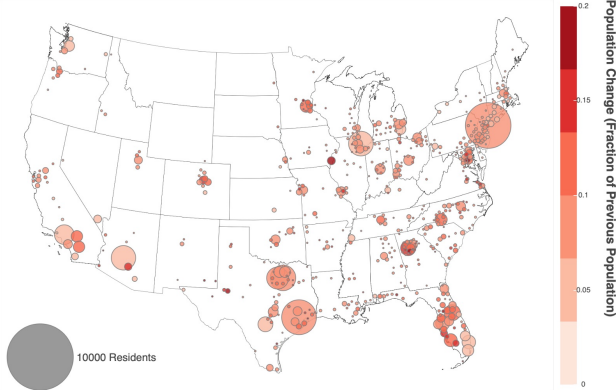 10000 Residents
0.2
0.15
0.1
0.05
0
Population Change (Fraction of Previous Population)